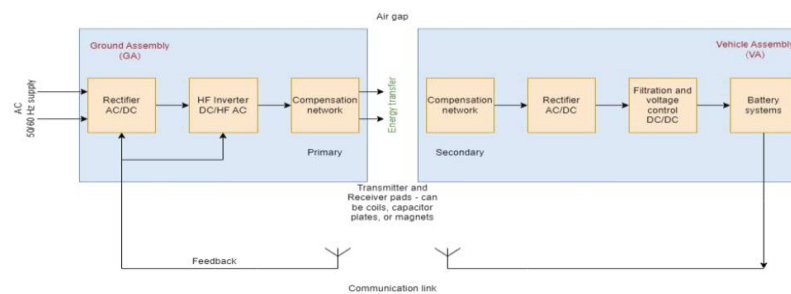 Air gap
Ground Assembly
(GA)
Vehicle Assembly
(VA)
AC
50/60 Hz supply
Rectifier
AC/DC
HF Inverter
DC/HF AC
Compensation
network
Energy transfer
Compensation
network
Rectifier
AC/DC
Filtration and
voltage
control
DC/DC
Battery
systems
Primary
Secondary
Transmitter and
Receiver pads - can
be coils, capacitor
plates, or magnets
Feedback
Communication link